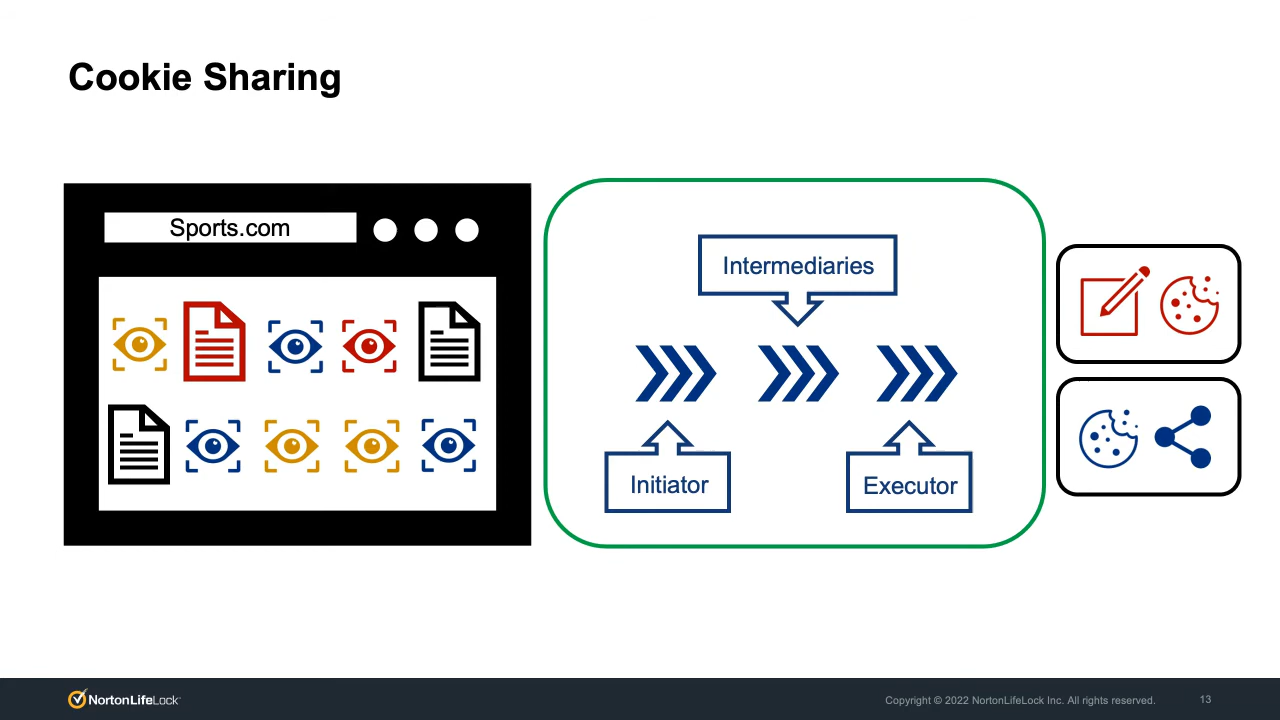 Cookie Sharing
Sports.com
Intermediaries
Initiator
Executor
NortonLifeLock
Copyright © 2022 NortonLifeLock Inc. All rights reserved.
13